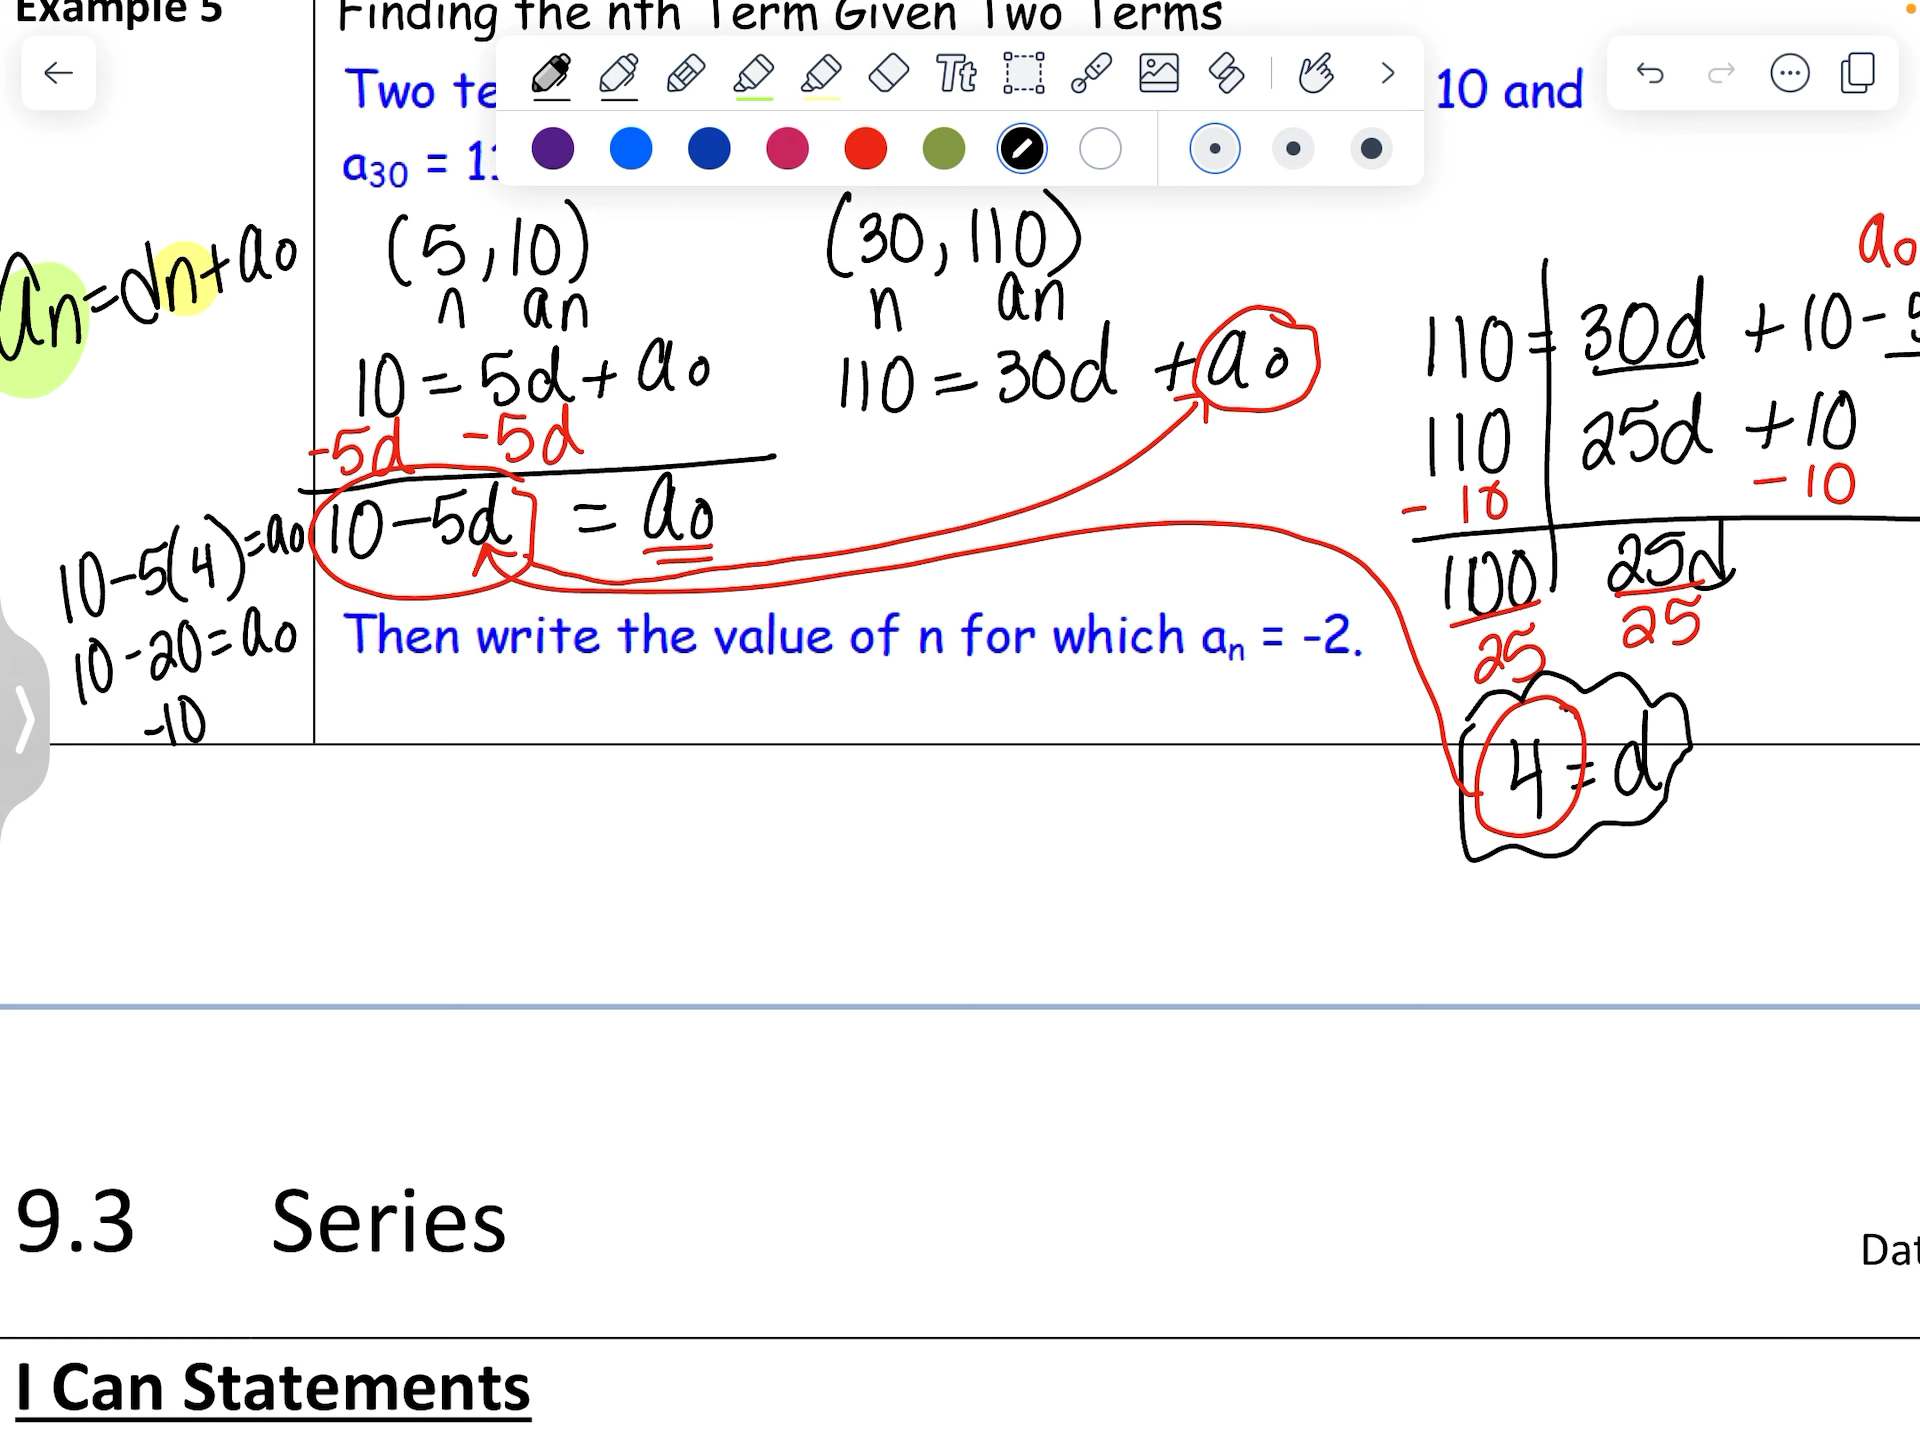 Example 5
Finding the nth Term Given Two Terms
Two te
10 and
Tt
a₃₀ = 11
(5, 10)
(30, 110)
n an
n an
an = dn + a₀
a₀
10 = 5d + a₀
110 = 30d + a₀
110 = 30d + 10 - 5
-5d -5d
110 25d + 10
-10 -10
10 - 5d = a₀
100 25d
25 25
10 - 5(4) = a₀
10 - 20 = a₀
-10
Then write the value of n for which aₙ = -2.
4 = d
9.3 Series
Dat
I Can Statements